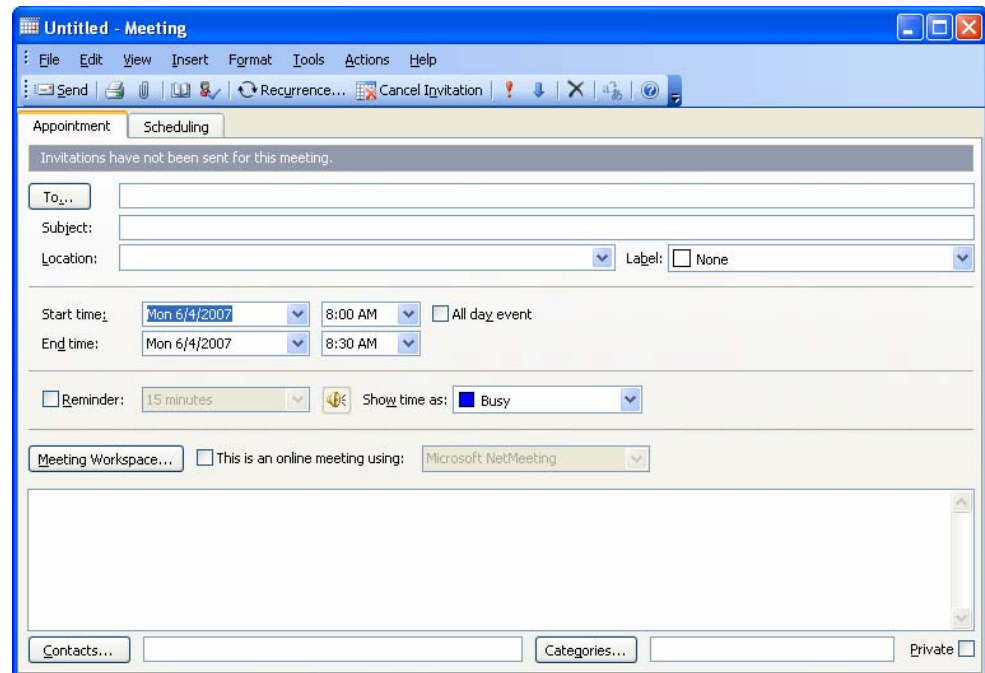 Untitled - Meeting
File Edit View Insert Format Tools Actions Help
Send Recurrence... Cancel Invitation
Appointment Scheduling
Invitations have not been sent for this meeting.
To...
Subject:
Location: Label: None
Start time: Mon 6/4/2007 8:00 AM All day event
End time: Mon 6/4/2007 8:30 AM
Reminder: 15 minutes Show time as: Busy
Meeting Workspace... This is an online meeting using: Microsoft NetMeeting
Contacts... Categories... Private